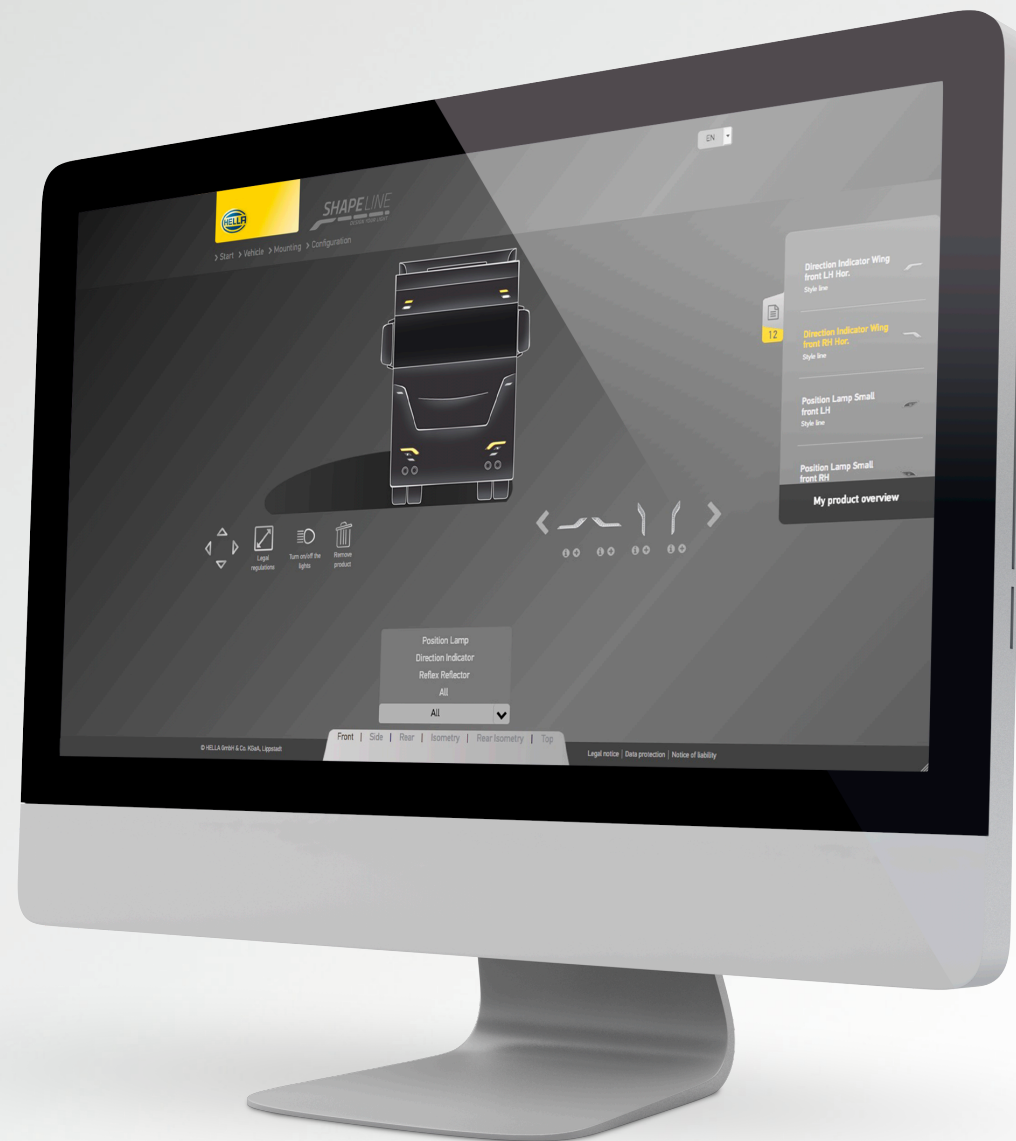 EN
HELLA
SHAPELINE
DESIGN YOUR LIGHT
> Start > Vehicle > Mounting > Configuration
Direction Indicator Wing
front LH Hor.
Style line
12
Direction Indicator Wing
front RH Hor.
Style line
Position Lamp Small
front LH
Style line
Position Lamp Small
front RH
My product overview
Legal
regulations
Turn on/off the
lights
Remove
product
Position Lamp
Direction Indicator
Reflex Reflector
All
All
Front | Side | Rear | Isometry | Rear Isometry | Top
© HELLA GmbH & Co. KGaA, Lippstadt
Legal notice | Data protection | Notice of liability